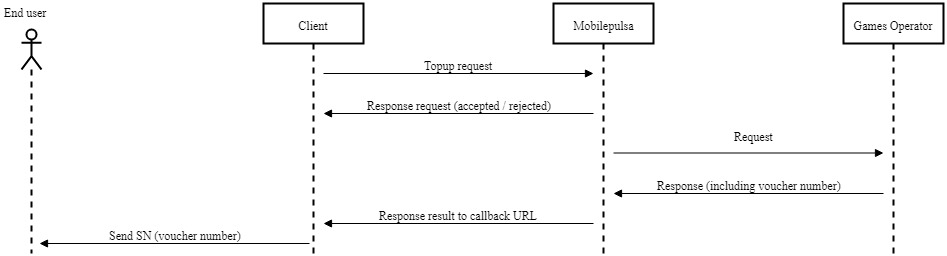 End user
Client
Mobilepulsa
Games Operator
Topup request
Response request (accepted / rejected)
Request
Response (including voucher number)
Response result to callback URL
Send SN (voucher number)